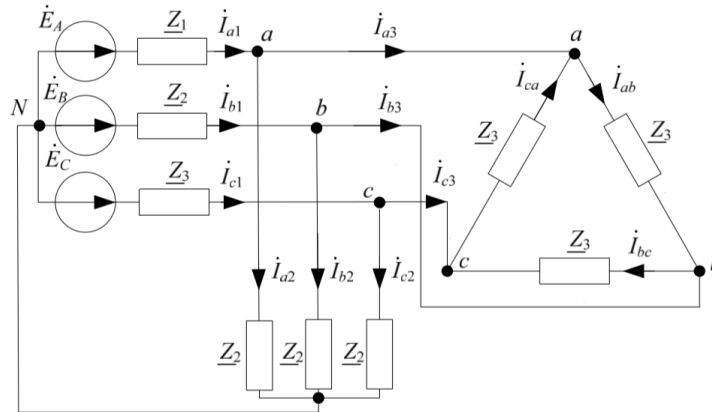 Ė_A Z_1 İ_a1 a İ_a3 a
N Ė_B Z_2 İ_b1 b İ_b3 İ_ca İ_ab
Z_3 Z_3
Ė_C Z_3 İ_c1 c İ_c3
c Z_3 İ_bc
İ_a2 İ_b2 İ_c2
Z_2 Z_2 Z_2